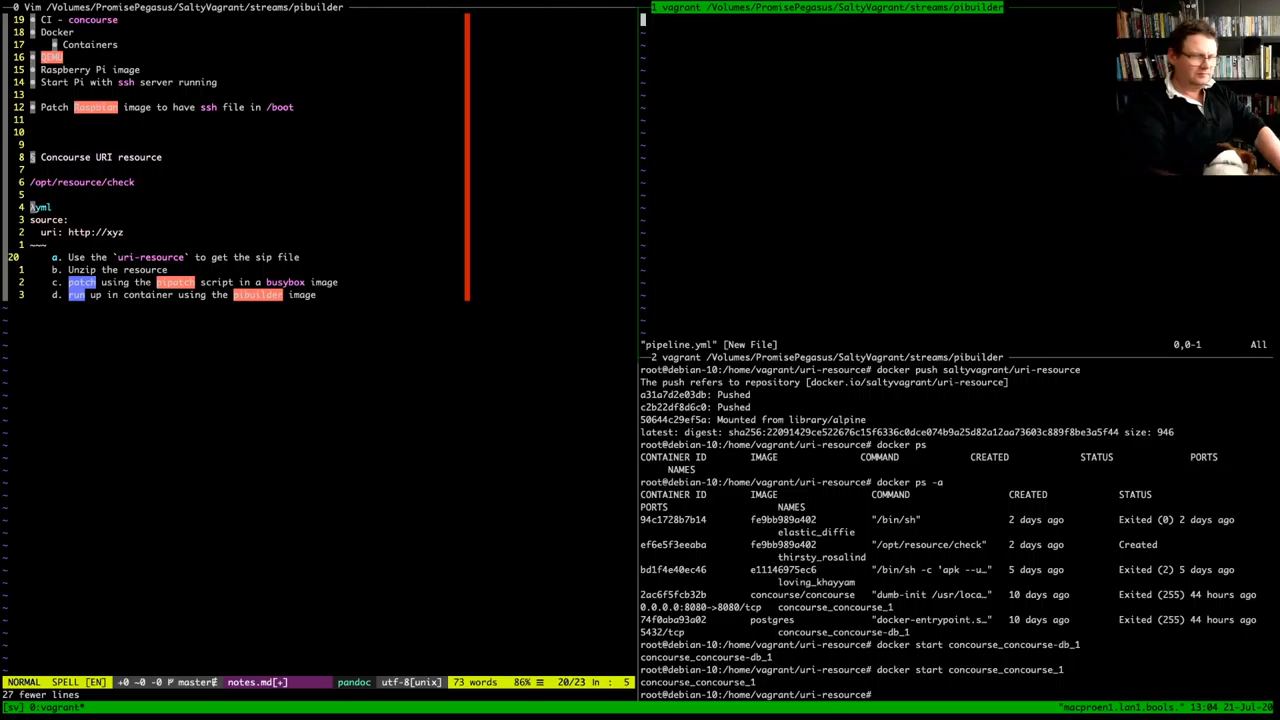 0 Vim /Volumes/PromisePegasus/SaltyVagrant/streams/pibuilder
19 CI - concourse
18 Docker
17 Containers
16 QEMU
15 Raspberry Pi image
14 Start Pi with ssh server running
13
12 Patch Raspbian image to have ssh file in /boot
11
10
9
8 § Concourse URI resource
7
6 /opt/resource/check
5
4 yml
3 source:
2 uri: http://xyz
1 ~~~
20 a. Use the `uri-resource` to get the sip file
1 b. Unzip the resource
2 c. patch using the pipatch script in a busybox image
3 d. run up in container using the pibuilder image
NORMAL SPELL [EN] +0 ~0 -0 master notes.md[+] pandoc utf-8[unix] 73 words 86% 20/23 ln : 5
27 fewer lines
1 vagrant /Volumes/PromisePegasus/SaltyVagrant/streams/pibuilder
"pipeline.yml" [New File] 0,0-1 All
2 vagrant /Volumes/PromisePegasus/SaltyVagrant/streams/pibuilder
root@debian-10:/home/vagrant/uri-resource# docker push saltyvagrant/uri-resource
The push refers to repository [docker.io/saltyvagrant/uri-resource]
a31a7d2e03db: Pushed
c2b22df8d6c0: Pushed
50644c29ef5a: Mounted from library/alpine
latest: digest: sha256:22091429ce522676c15f6336c0dce074b9a25d82a12aa73603c889f8be3a5f44 size: 946
root@debian-10:/home/vagrant/uri-resource# docker ps
CONTAINER ID IMAGE COMMAND CREATED STATUS PORTS
NAMES
root@debian-10:/home/vagrant/uri-resource# docker ps -a
CONTAINER ID IMAGE COMMAND CREATED STATUS
PORTS NAMES
94c1728b7b14 fe9bb989a402 "/bin/sh" 2 days ago Exited (0) 2 days ago
elastic_diffie
ef6e5f3eeaba fe9bb989a402 "/opt/resource/check" 2 days ago Created
thirsty_rosalind
bd1f4e40ec46 e11146975ec6 "/bin/sh -c 'apk --u…" 5 days ago Exited (2) 5 days ago
loving_khayyam
2ac6f5fcb32b concourse/concourse "dumb-init /usr/loca…" 10 days ago Exited (255) 44 hours ago
0.0.0.0:8080->8080/tcp concourse_concourse_1
74f0aba93a02 postgres "docker-entrypoint.s…" 10 days ago Exited (255) 44 hours ago
5432/tcp concourse_concourse-db_1
root@debian-10:/home/vagrant/uri-resource# docker start concourse_concourse-db_1
concourse_concourse-db_1
root@debian-10:/home/vagrant/uri-resource# docker start concourse_concourse_1
concourse_concourse_1
root@debian-10:/home/vagrant/uri-resource#
[sv] 0:vagrant* "macproen1.lan1.bools." 13:04 21-Jul-20